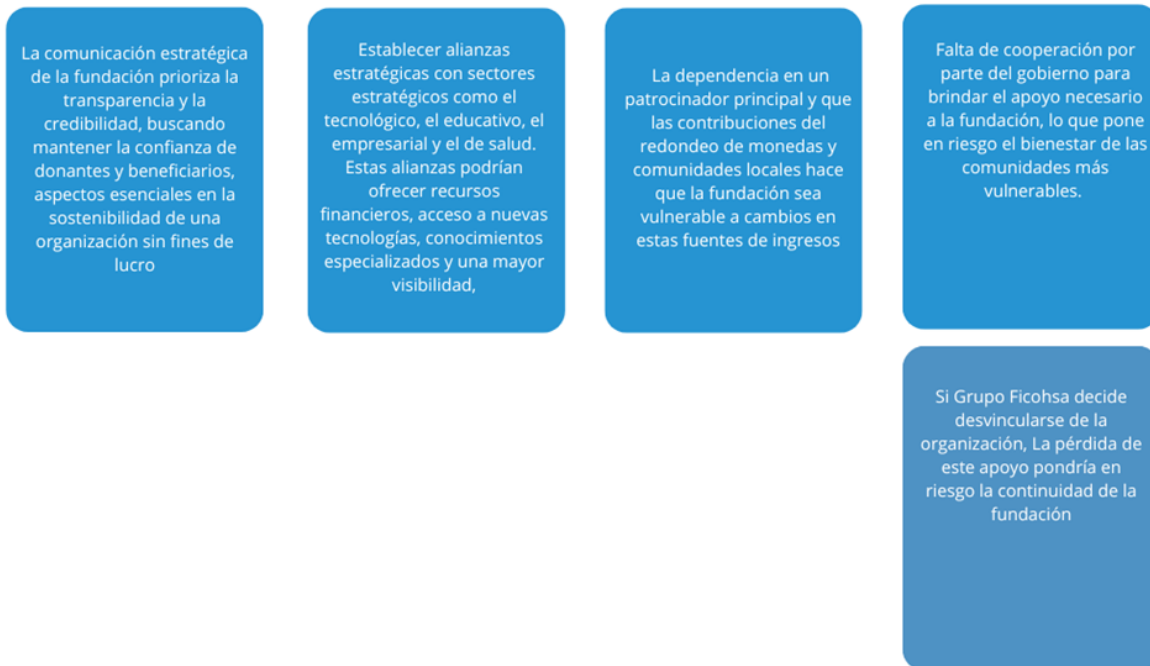 La comunicación estratégica
de la fundación prioriza la
transparencia y la
credibilidad, buscando
mantener la confianza de
donantes y beneficiarios,
aspectos esenciales en la
sostenibilidad de una
organización sin fines de
lucro
Establecer alianzas
estratégicas con sectores
estratégicos como el
tecnológico, el educativo, el
empresarial y el de salud.
Estas alianzas podrían
ofrecer recursos
financieros, acceso a nuevas
tecnologías, conocimientos
especializados y una mayor
visibilidad,
La dependencia en un
patrocinador principal y que
las contribuciones del
redondeo de monedas y
comunidades locales hace
que la fundación sea
vulnerable a cambios en
estas fuentes de ingresos
Falta de cooperación por
parte del gobierno para
brindar el apoyo necesario
a la fundación, lo que pone
en riesgo el bienestar de las
comunidades más
vulnerables.
Si Grupo Ficohsa decide
desvincularse de la
organización, La pérdida de
este apoyo pondría en
riesgo la continuidad de la
fundación